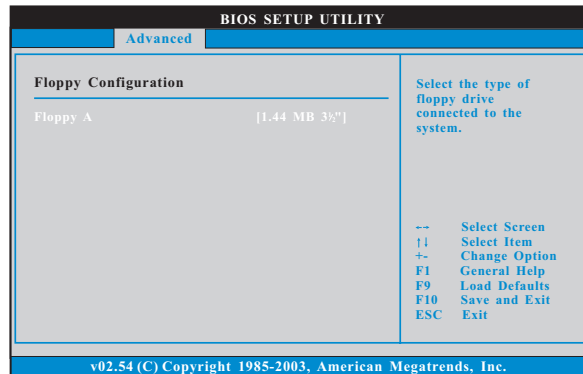 BIOS SETUP UTILITY
Advanced
Floppy Configuration
Floppy A [1.44 MB 3½"]
Select the type of
floppy drive
connected to the
system.
←→ Select Screen
↑↓ Select Item
+- Change Option
F1 General Help
F9 Load Defaults
F10 Save and Exit
ESC Exit
v02.54 (C) Copyright 1985-2003, American Megatrends, Inc.